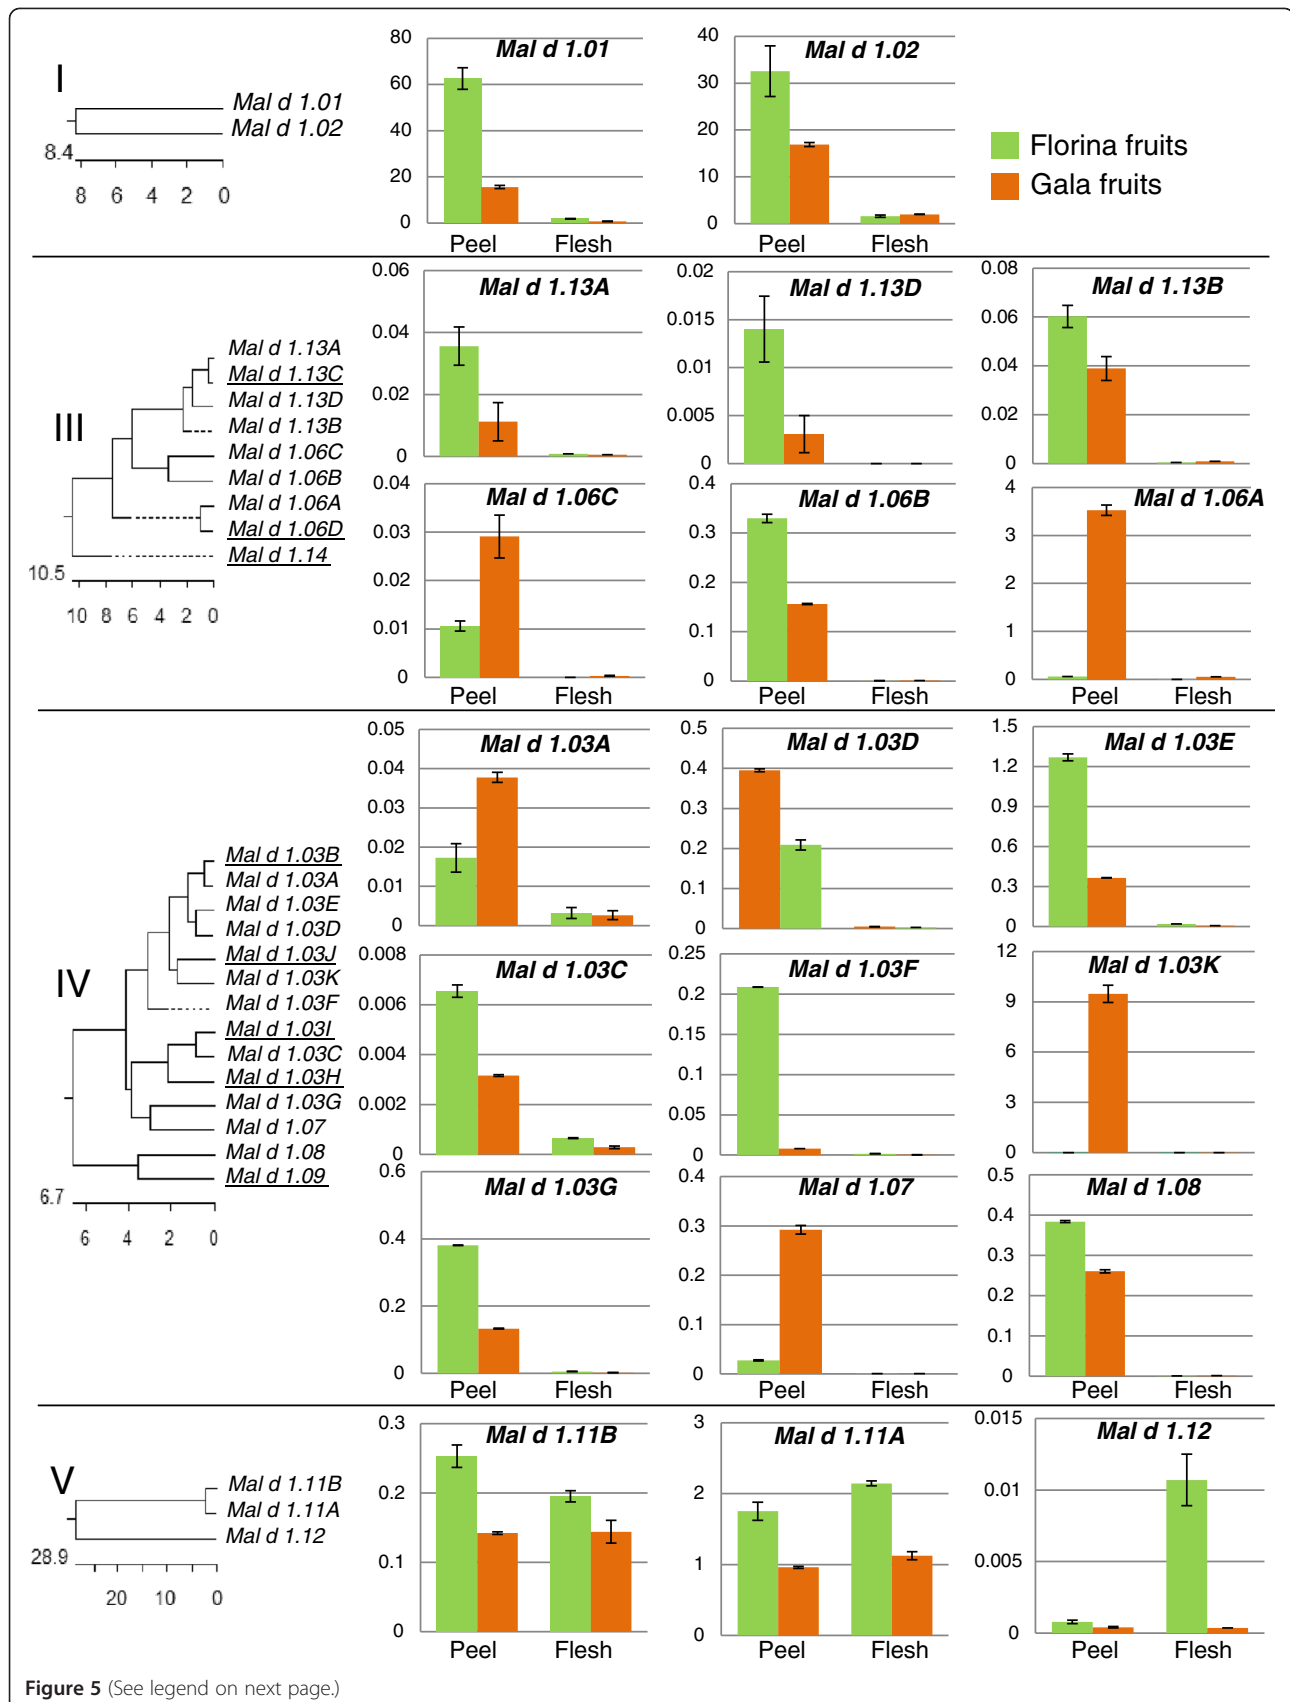 I
Mal d 1.01
Mal d 1.02
8.4
8 6 4 2 0
Mal d 1.01
80
60
40
20
0
Peel Flesh
Mal d 1.02
40
30
20
10
0
Peel Flesh
Florina fruits
Gala fruits
III
Mal d 1.13A
Mal d 1.13C
Mal d 1.13D
Mal d 1.13B
Mal d 1.06C
Mal d 1.06B
Mal d 1.06A
Mal d 1.06D
Mal d 1.14
10.5
10 8 6 4 2 0
Mal d 1.13A
0.06
0.04
0.02
0
Mal d 1.13D
0.02
0.015
0.01
0.005
0
Mal d 1.13B
0.08
0.06
0.04
0.02
0
Mal d 1.06C
0.04
0.03
0.02
0.01
0
Peel Flesh
Mal d 1.06B
0.4
0.3
0.2
0.1
0
Peel Flesh
Mal d 1.06A
4
3
2
1
0
Peel Flesh
IV
Mal d 1.03B
Mal d 1.03A
Mal d 1.03E
Mal d 1.03D
Mal d 1.03J
Mal d 1.03K
Mal d 1.03F
Mal d 1.03I
Mal d 1.03C
Mal d 1.03H
Mal d 1.03G
Mal d 1.07
Mal d 1.08
Mal d 1.09
6.7
6 4 2 0
Mal d 1.03A
0.05
0.04
0.03
0.02
0.01
0
Mal d 1.03D
0.5
0.4
0.3
0.2
0.1
0
Mal d 1.03E
1.5
1.2
0.9
0.6
0.3
0
Mal d 1.03C
0.008
0.006
0.004
0.002
0
Mal d 1.03F
0.25
0.2
0.15
0.1
0.05
0
Mal d 1.03K
12
9
6
3
0
Mal d 1.03G
0.6
0.4
0.2
0
Peel Flesh
Mal d 1.07
0.4
0.3
0.2
0.1
0
Peel Flesh
Mal d 1.08
0.5
0.4
0.3
0.2
0.1
0
Peel Flesh
V
Mal d 1.11B
Mal d 1.11A
Mal d 1.12
28.9
20 10 0
Mal d 1.11B
0.3
0.2
0.1
0
Peel Flesh
Mal d 1.11A
3
2
1
0
Peel Flesh
Mal d 1.12
0.015
0.01
0.005
0
Peel Flesh
Figure 5 (See legend on next page.)